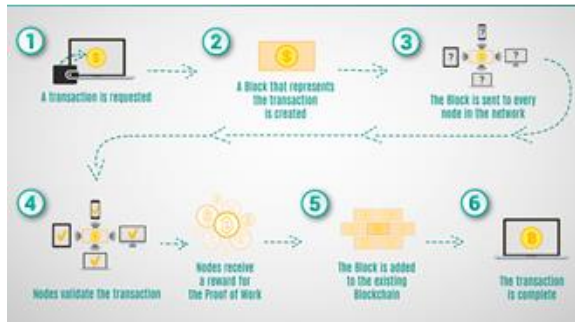 1
A transaction is requested
2
A Block that represents
the transaction
is created
3
The Block is sent to every
node in the network
4
Nodes validate the transaction
Nodes receive
a reward for
the Proof of Work
5
The Block is added
to the existing
Blockchain
6
The transaction
is complete